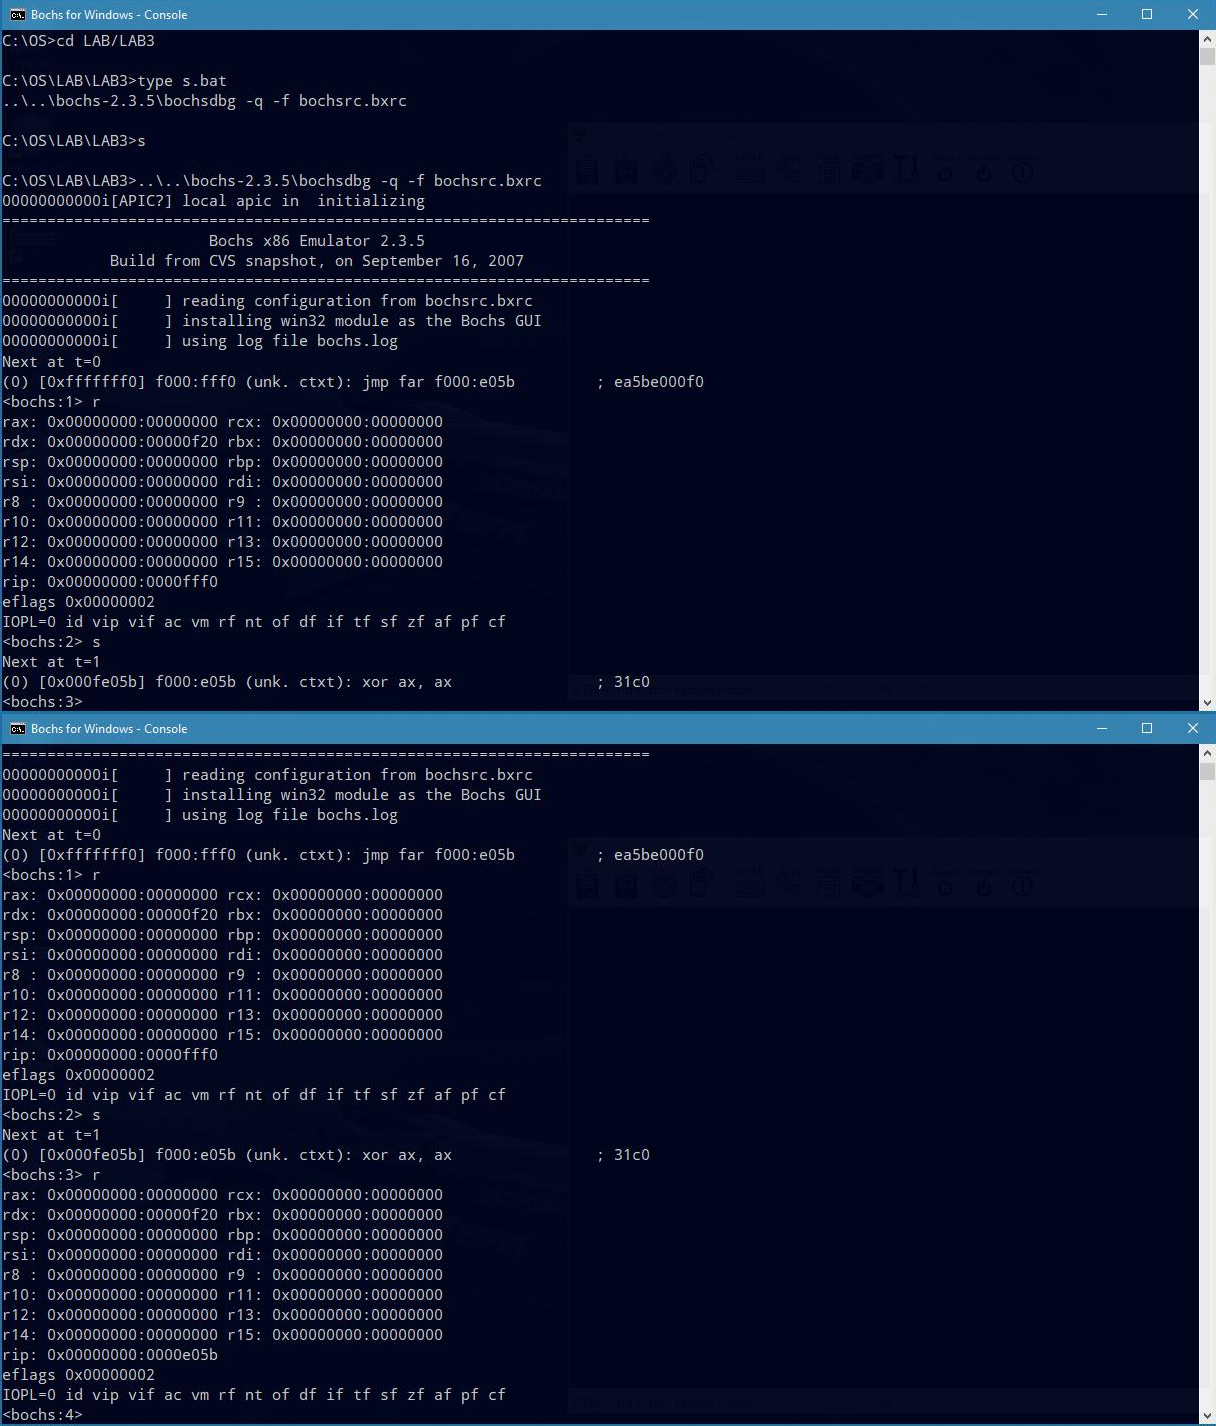 Bochs for Windows - Console
C:\OS>cd LAB/LAB3
C:\OS\LAB\LAB3>type s.bat
..\..\bochs-2.3.5\bochsdbg -q -f bochsrc.bxrc
C:\OS\LAB\LAB3>s
C:\OS\LAB\LAB3>..\..\bochs-2.3.5\bochsdbg -q -f bochsrc.bxrc
00000000000i[APIC?] local apic in  initializing
========================================================================
Bochs x86 Emulator 2.3.5
Build from CVS snapshot, on September 16, 2007
========================================================================
00000000000i[     ] reading configuration from bochsrc.bxrc
00000000000i[     ] installing win32 module as the Bochs GUI
00000000000i[     ] using log file bochs.log
Next at t=0
(0) [0xfffffff0] f000:fff0 (unk. ctxt): jmp far f000:e05b         ; ea5be000f0
<bochs:1> r
rax: 0x00000000:00000000 rcx: 0x00000000:00000000
rdx: 0x00000000:00000f20 rbx: 0x00000000:00000000
rsp: 0x00000000:00000000 rbp: 0x00000000:00000000
rsi: 0x00000000:00000000 rdi: 0x00000000:00000000
r8 : 0x00000000:00000000 r9 : 0x00000000:00000000
r10: 0x00000000:00000000 r11: 0x00000000:00000000
r12: 0x00000000:00000000 r13: 0x00000000:00000000
r14: 0x00000000:00000000 r15: 0x00000000:00000000
rip: 0x00000000:0000fff0
eflags 0x00000002
IOPL=0 id vip vif ac vm rf nt of df if tf sf zf af pf cf
<bochs:2> s
Next at t=1
(0) [0x000fe05b] f000:e05b (unk. ctxt): xor ax, ax                ; 31c0
<bochs:3>
Bochs for Windows - Console
========================================================================
00000000000i[     ] reading configuration from bochsrc.bxrc
00000000000i[     ] installing win32 module as the Bochs GUI
00000000000i[     ] using log file bochs.log
Next at t=0
(0) [0xfffffff0] f000:fff0 (unk. ctxt): jmp far f000:e05b         ; ea5be000f0
<bochs:1> r
rax: 0x00000000:00000000 rcx: 0x00000000:00000000
rdx: 0x00000000:00000f20 rbx: 0x00000000:00000000
rsp: 0x00000000:00000000 rbp: 0x00000000:00000000
rsi: 0x00000000:00000000 rdi: 0x00000000:00000000
r8 : 0x00000000:00000000 r9 : 0x00000000:00000000
r10: 0x00000000:00000000 r11: 0x00000000:00000000
r12: 0x00000000:00000000 r13: 0x00000000:00000000
r14: 0x00000000:00000000 r15: 0x00000000:00000000
rip: 0x00000000:0000fff0
eflags 0x00000002
IOPL=0 id vip vif ac vm rf nt of df if tf sf zf af pf cf
<bochs:2> s
Next at t=1
(0) [0x000fe05b] f000:e05b (unk. ctxt): xor ax, ax                ; 31c0
<bochs:3> r
rax: 0x00000000:00000000 rcx: 0x00000000:00000000
rdx: 0x00000000:00000f20 rbx: 0x00000000:00000000
rsp: 0x00000000:00000000 rbp: 0x00000000:00000000
rsi: 0x00000000:00000000 rdi: 0x00000000:00000000
r8 : 0x00000000:00000000 r9 : 0x00000000:00000000
r10: 0x00000000:00000000 r11: 0x00000000:00000000
r12: 0x00000000:00000000 r13: 0x00000000:00000000
r14: 0x00000000:00000000 r15: 0x00000000:00000000
rip: 0x00000000:0000e05b
eflags 0x00000002
IOPL=0 id vip vif ac vm rf nt of df if tf sf zf af pf cf
<bochs:4>